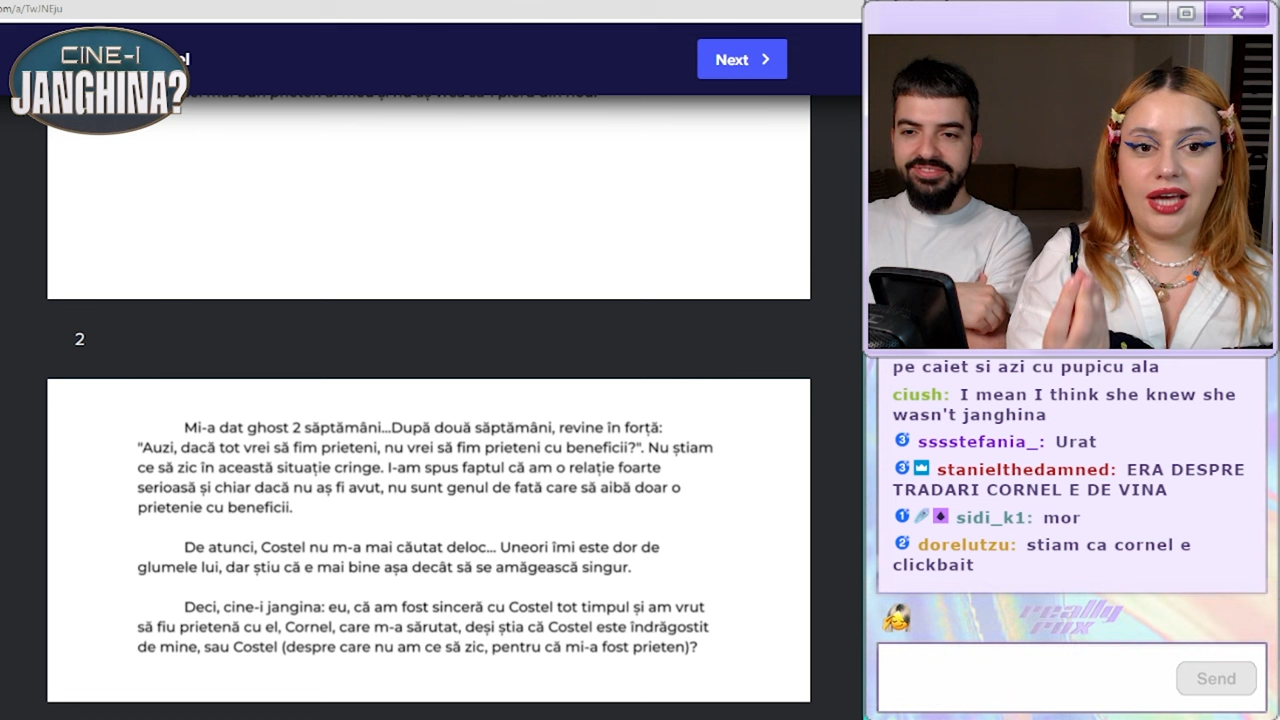 om/a/TwJNEju
CINE-I
JANGHINA?
el
Next
2
Mi-a dat ghost 2 săptămâni...După două săptămâni, revine în forță:
"Auzi, dacă tot vrei să fim prieteni, nu vrei să fim prieteni cu beneficii?". Nu știam
ce să zic în această situație cringe. I-am spus faptul că am o relație foarte
serioasă și chiar dacă nu aș fi avut, nu sunt genul de fată care să aibă doar o
prietenie cu beneficii.
De atunci, Costel nu m-a mai căutat deloc... Uneori îmi este dor de
glumele lui, dar știu că e mai bine așa decât să se amăgească singur.
Deci, cine-i jangina: eu, că am fost sinceră cu Costel tot timpul și am vrut
să fiu prietenă cu el, Cornel, care m-a sărutat, deși știa că Costel este îndrăgostit
de mine, sau Costel (despre care nu am ce să zic, pentru că mi-a fost prieten)?
pe caiet si azi cu pupicu ala
ciush: I mean I think she knew she
wasn't janghina
sssstefania_: Urat
stanielthedamned: ERA DESPRE
TRADARI CORNEL E DE VINA
sidi_k1: mor
dorelutzu: stiam ca cornel e
clickbait
really
rux
Send